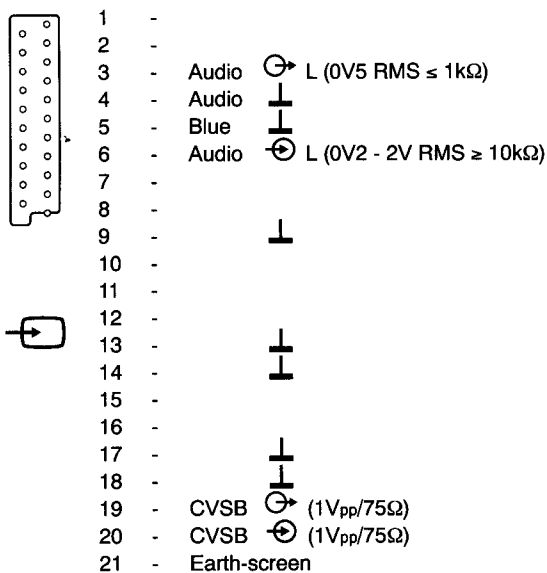 1 -
2 -
3 - Audio L (0V5 RMS ≤ 1kΩ)
4 - Audio
5 - Blue
6 - Audio L (0V2 - 2V RMS ≥ 10kΩ)
7 -
8 -
9 -
10 -
11 -
12 -
13 -
14 -
15 -
16 -
17 -
18 -
19 - CVSB (1Vpp/75Ω)
20 - CVSB (1Vpp/75Ω)
21 - Earth-screen